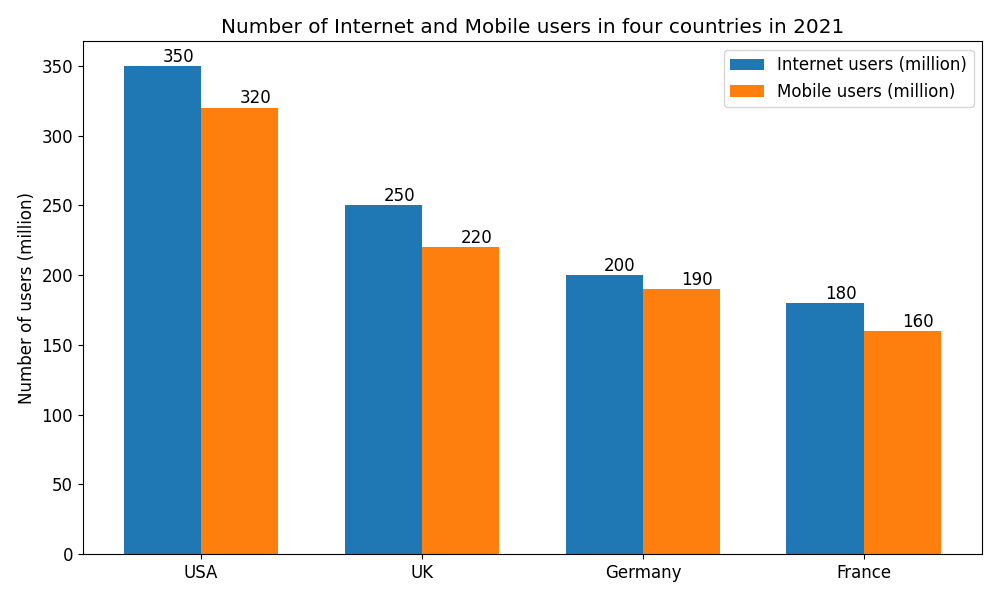 Number of Internet and Mobile users in four countries in 2021
Internet users (million)
Mobile users (million)
Number of users (million)
350
300
250
200
150
100
50
0
350
320
250
220
200
190
180
160
USA
UK
Germany
France